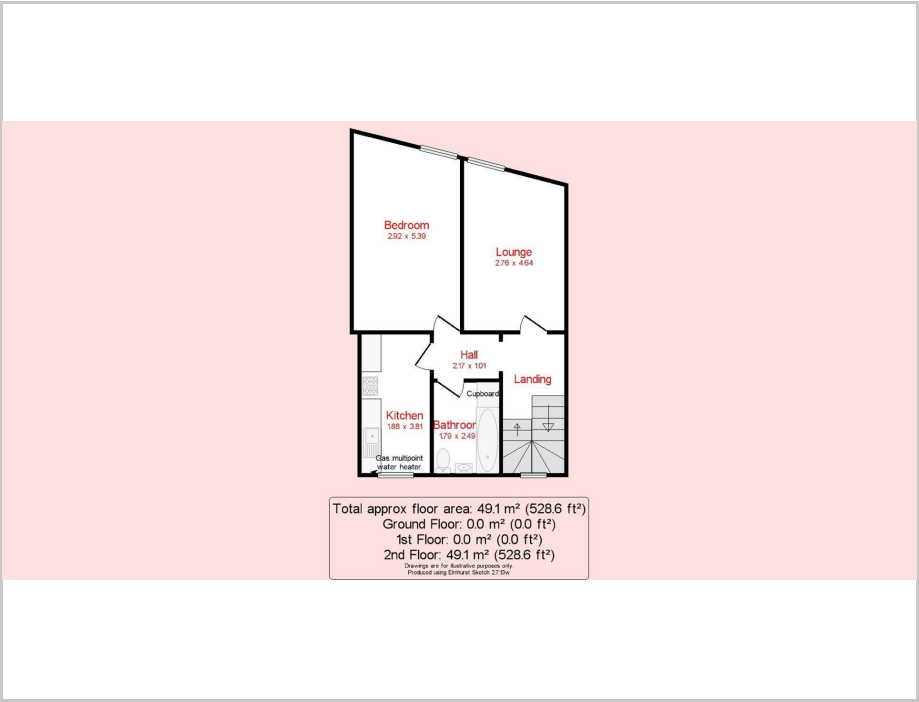 Bedroom
2.92 x 5.39
Lounge
2.76 x 4.64
Hall
2.17 x 1.01
Landing
Cupboard
Kitchen
1.88 x 3.81
Bathroom
1.79 x 2.49
Gas multipoint
water heater
Total approx floor area: 49.1 m² (528.6 ft²)
Ground Floor: 0.0 m² (0.0 ft²)
1st Floor: 0.0 m² (0.0 ft²)
2nd Floor: 49.1 m² (528.6 ft²)
Drawings are for illustrative purposes only.
Produced using Elmhurst Sketch 2.7.13w